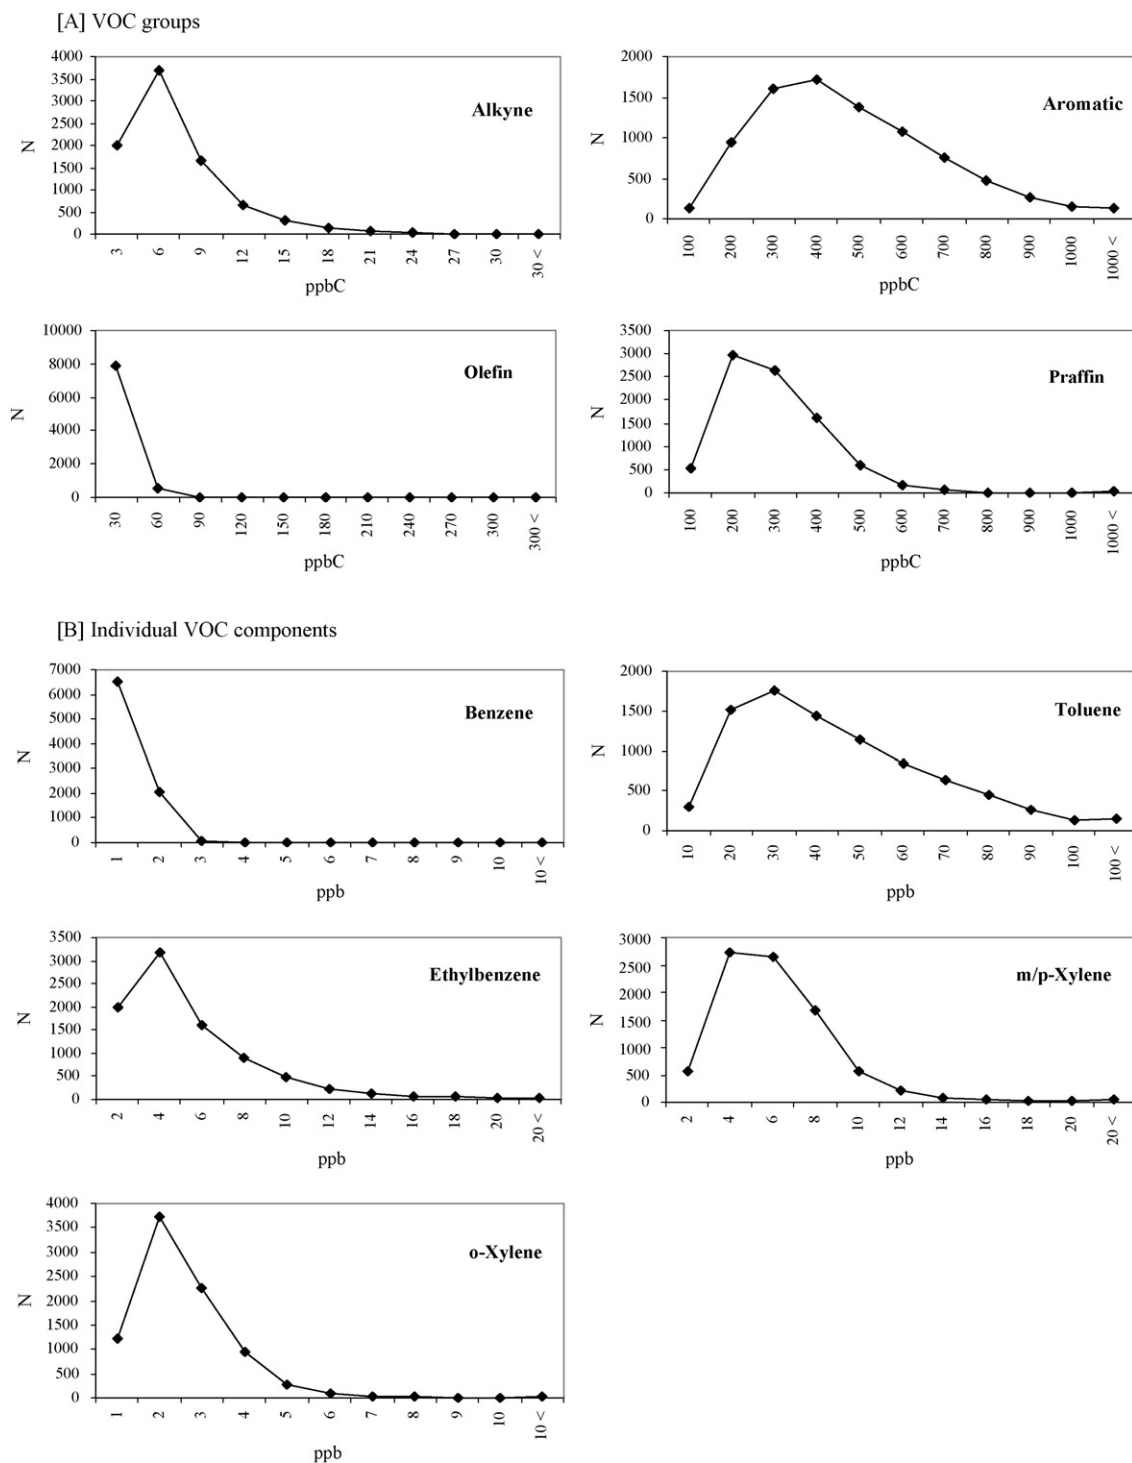 [A] VOC groups
4000
3500
3000
2500
2000
1500
1000
500
0
N
Alkyne
3 6 9 12 15 18 21 24 27 30 30 <
ppbC
2000
1500
1000
500
0
N
Aromatic
100 200 300 400 500 600 700 800 900 1000 1000 <
ppbC
10000
8000
6000
4000
2000
0
N
Olefin
30 60 90 120 150 180 210 240 270 300 300 <
ppbC
3500
3000
2500
2000
1500
1000
500
0
N
Praffin
100 200 300 400 500 600 700 800 900 1000 1000 <
ppbC
[B] Individual VOC components
7000
6000
5000
4000
3000
2000
1000
0
N
Benzene
1 2 3 4 5 6 7 8 9 10 10 <
ppb
2000
1500
1000
500
0
N
Toluene
10 20 30 40 50 60 70 80 90 100 100 <
ppb
3500
3000
2500
2000
1500
1000
500
0
N
Ethylbenzene
2 4 6 8 10 12 14 16 18 20 20 <
ppb
3000
2500
2000
1500
1000
500
0
N
m/p-Xylene
2 4 6 8 10 12 14 16 18 20 20 <
ppb
4000
3500
3000
2500
2000
1500
1000
500
0
N
o-Xylene
1 2 3 4 5 6 7 8 9 10 10 <
ppb